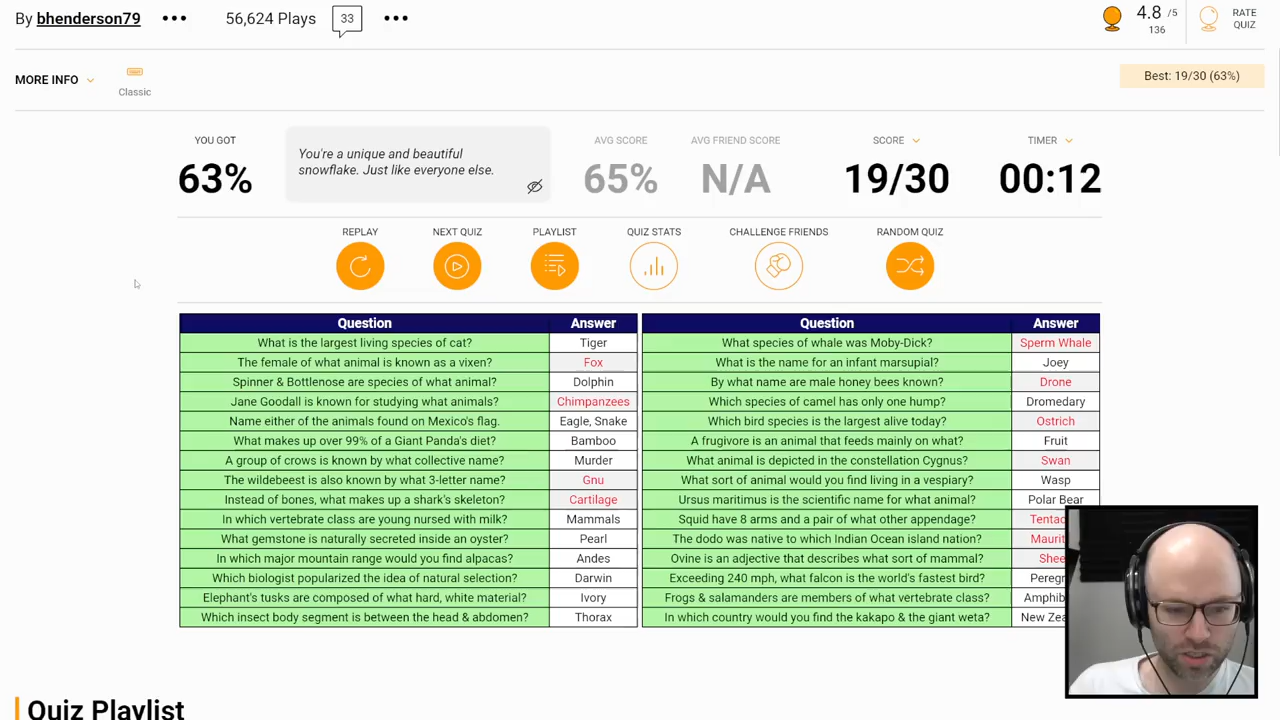 By bhenderson79 ••• 56,624 Plays 33 •••
4.8 /5
136
RATE
QUIZ
MORE INFO
Classic
Best: 19/30 (63%)
YOU GOT
63%
You're a unique and beautiful
snowflake. Just like everyone else.
AVG SCORE
65%
AVG FRIEND SCORE
N/A
SCORE
19/30
TIMER
00:12
REPLAY NEXT QUIZ PLAYLIST QUIZ STATS CHALLENGE FRIENDS RANDOM QUIZ
Question Answer
What is the largest living species of cat? Tiger
The female of what animal is known as a vixen? Fox
Spinner & Bottlenose are species of what animal? Dolphin
Jane Goodall is known for studying what animals? Chimpanzees
Name either of the animals found on Mexico's flag. Eagle, Snake
What makes up over 99% of a Giant Panda's diet? Bamboo
A group of crows is known by what collective name? Murder
The wildebeest is also known by what 3-letter name? Gnu
Instead of bones, what makes up a shark's skeleton? Cartilage
In which vertebrate class are young nursed with milk? Mammals
What gemstone is naturally secreted inside an oyster? Pearl
In which major mountain range would you find alpacas? Andes
Which biologist popularized the idea of natural selection? Darwin
Elephant's tusks are composed of what hard, white material? Ivory
Which insect body segment is between the head & abdomen? Thorax
Question Answer
What species of whale was Moby-Dick? Sperm Whale
What is the name for an infant marsupial? Joey
By what name are male honey bees known? Drone
Which species of camel has only one hump? Dromedary
Which bird species is the largest alive today? Ostrich
A frugivore is an animal that feeds mainly on what? Fruit
What animal is depicted in the constellation Cygnus? Swan
What sort of animal would you find living in a vespiary? Wasp
Ursus maritimus is the scientific name for what animal? Polar Bear
Squid have 8 arms and a pair of what other appendage? Tentac
The dodo was native to which Indian Ocean island nation? Maurit
Ovine is an adjective that describes what sort of mammal? Shee
Exceeding 240 mph, what falcon is the world's fastest bird? Peregr
Frogs & salamanders are members of what vertebrate class? Amphib
In which country would you find the kakapo & the giant weta? New Zea
Quiz Playlist